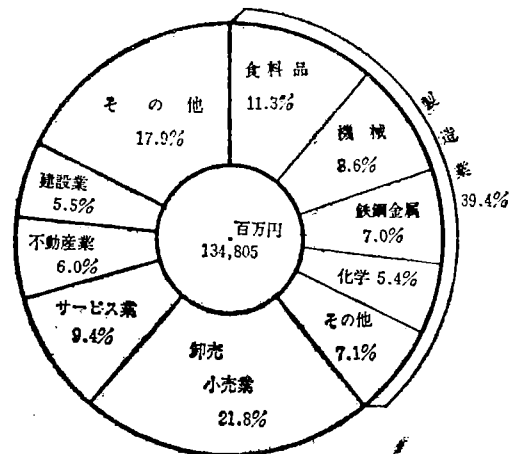 食料品
11.3%
機械
8.6%
鉄鋼金属
7.0%
化学 5.4%
その他
7.1%
製造業
39.4%
卸売
小売業
21.8%
サービス業
9.4%
不動産業
6.0%
建設業
5.5%
その他
17.9%
百万円
134,805